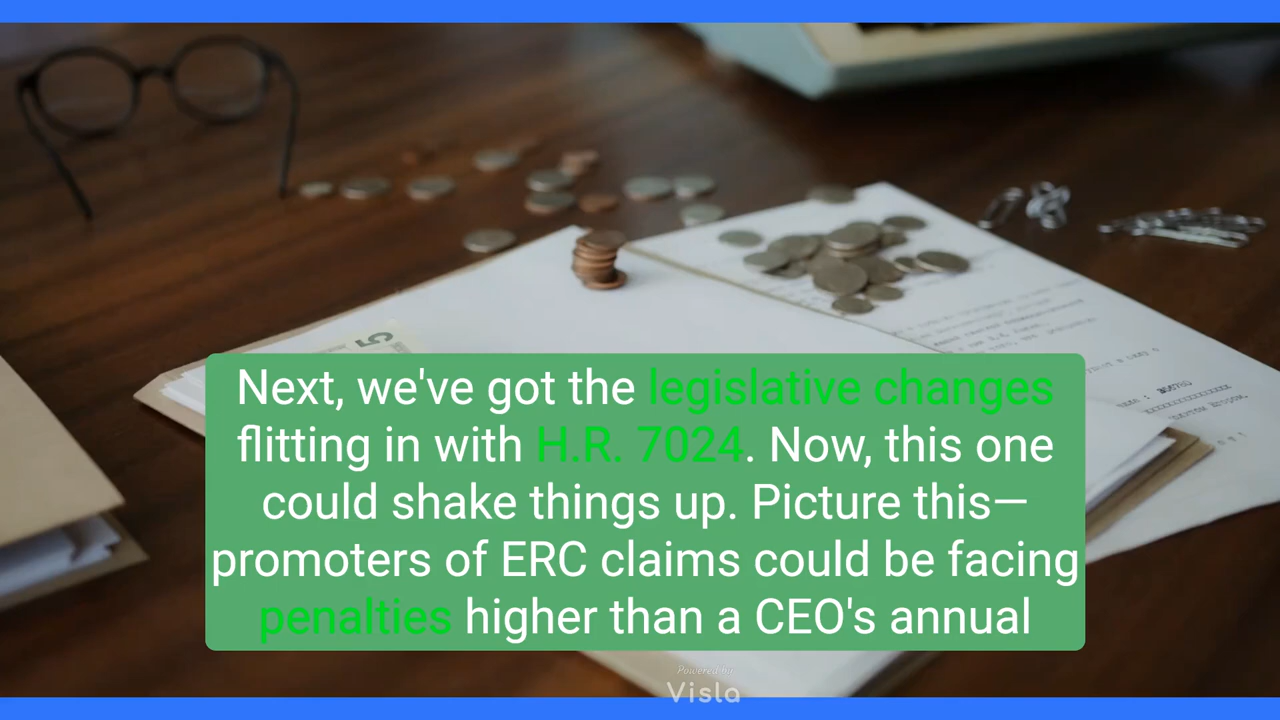 5
Next, we've got the legislative changes
flitting in with H.R. 7024. Now, this one
could shake things up. Picture this—
promoters of ERC claims could be facing
penalties higher than a CEO's annual
Powered by
Visla